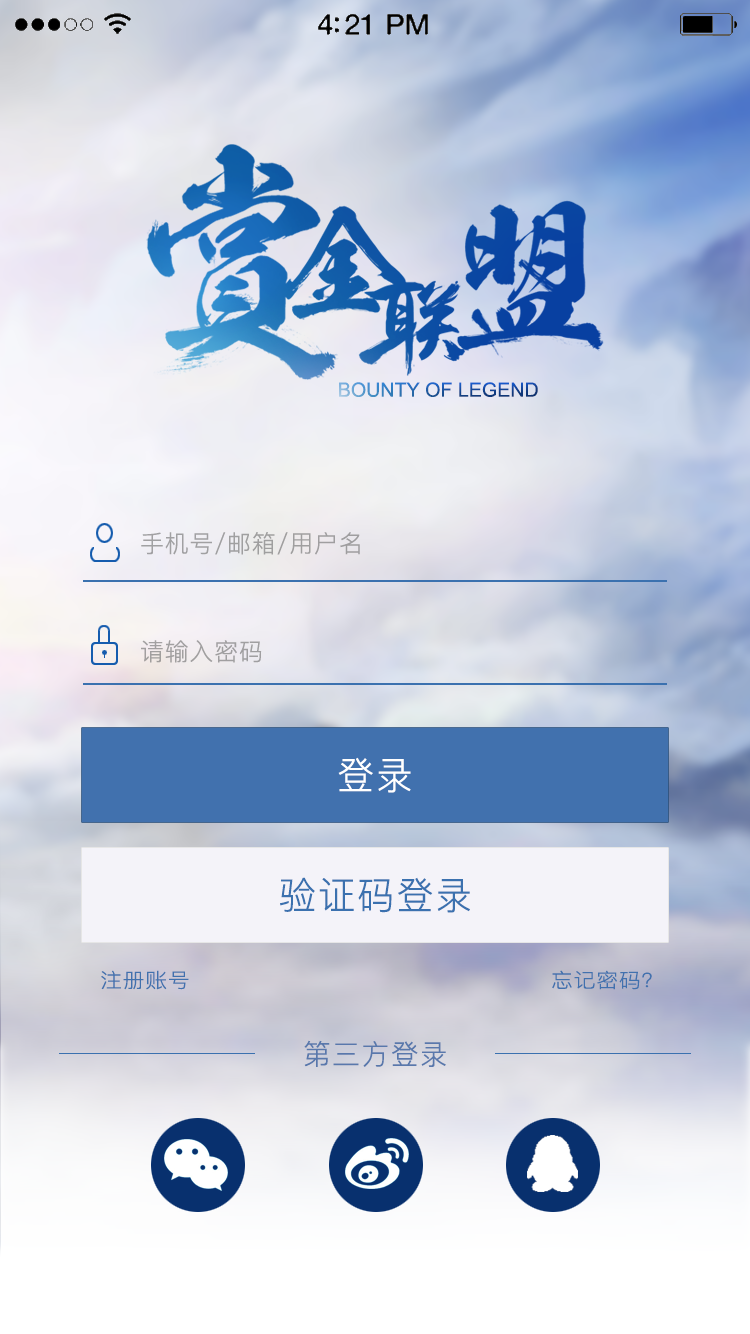 4:21 PM
赏金联盟
BOUNTY OF LEGEND
手机号/邮箱/用户名
请输入密码
登录
验证码登录
注册账号
忘记密码?
第三方登录